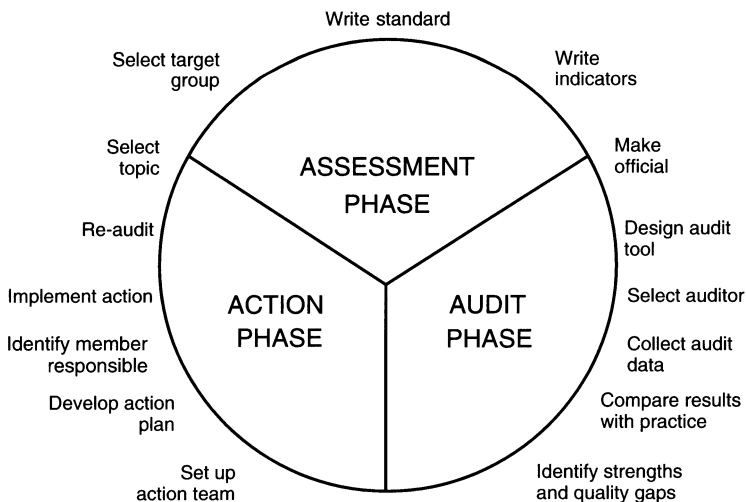 Write standard
Select target
group
Write
indicators
Select
topic
Make
official
ASSESSMENT
PHASE
Re-audit
Design audit
tool
Implement action
Select auditor
ACTION
PHASE
AUDIT
PHASE
Identify member
responsible
Collect audit
data
Develop action
plan
Compare results
with practice
Set up
action team
Identify strengths
and quality gaps